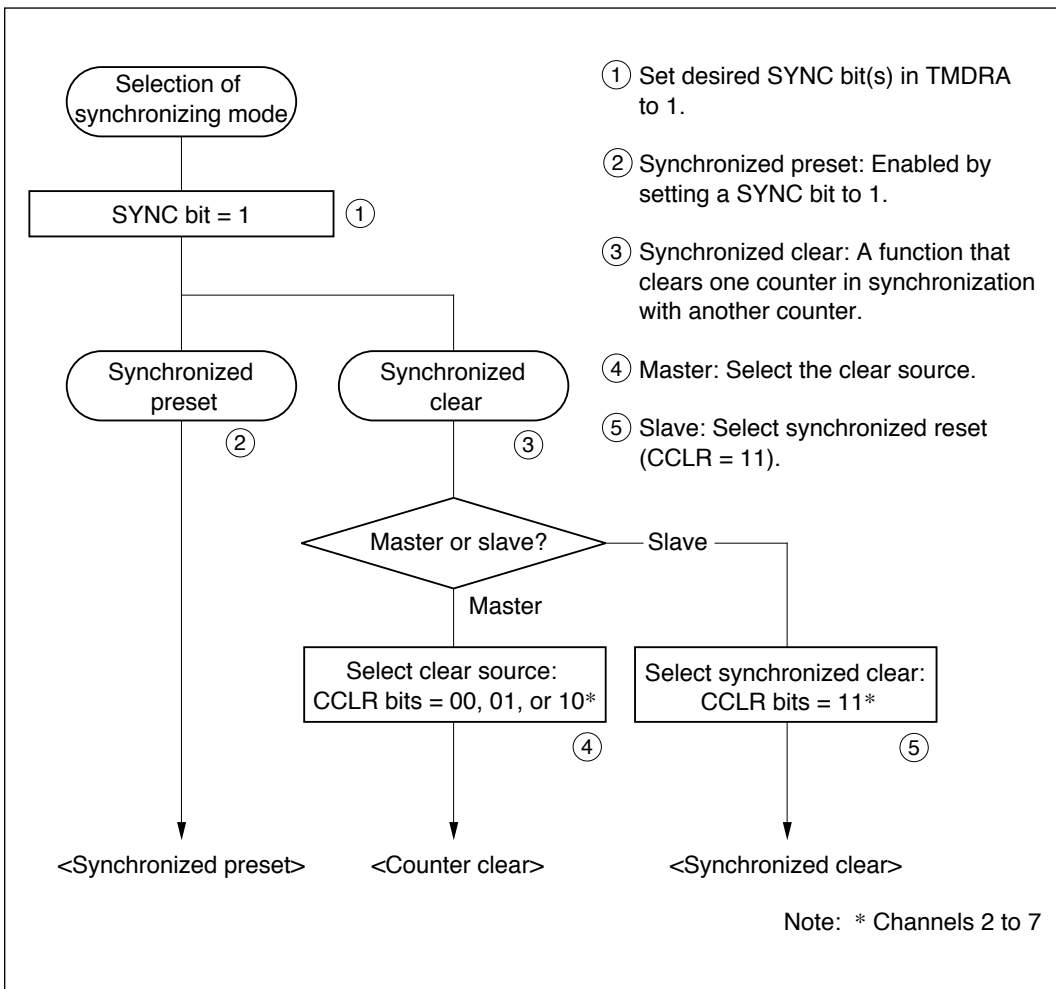 Selection of
synchronizing mode
SYNC bit = 1
①
Synchronized
preset
②
Synchronized
clear
③
Master or slave?
Slave
Master
Select clear source:
CCLR bits = 00, 01, or 10*
④
Select synchronized clear:
CCLR bits = 11*
⑤
<Synchronized preset>
<Counter clear>
<Synchronized clear>
① Set desired SYNC bit(s) in TMDRA
to 1.
② Synchronized preset: Enabled by
setting a SYNC bit to 1.
③ Synchronized clear: A function that
clears one counter in synchronization
with another counter.
④ Master: Select the clear source.
⑤ Slave: Select synchronized reset
(CCLR = 11).
Note: * Channels 2 to 7